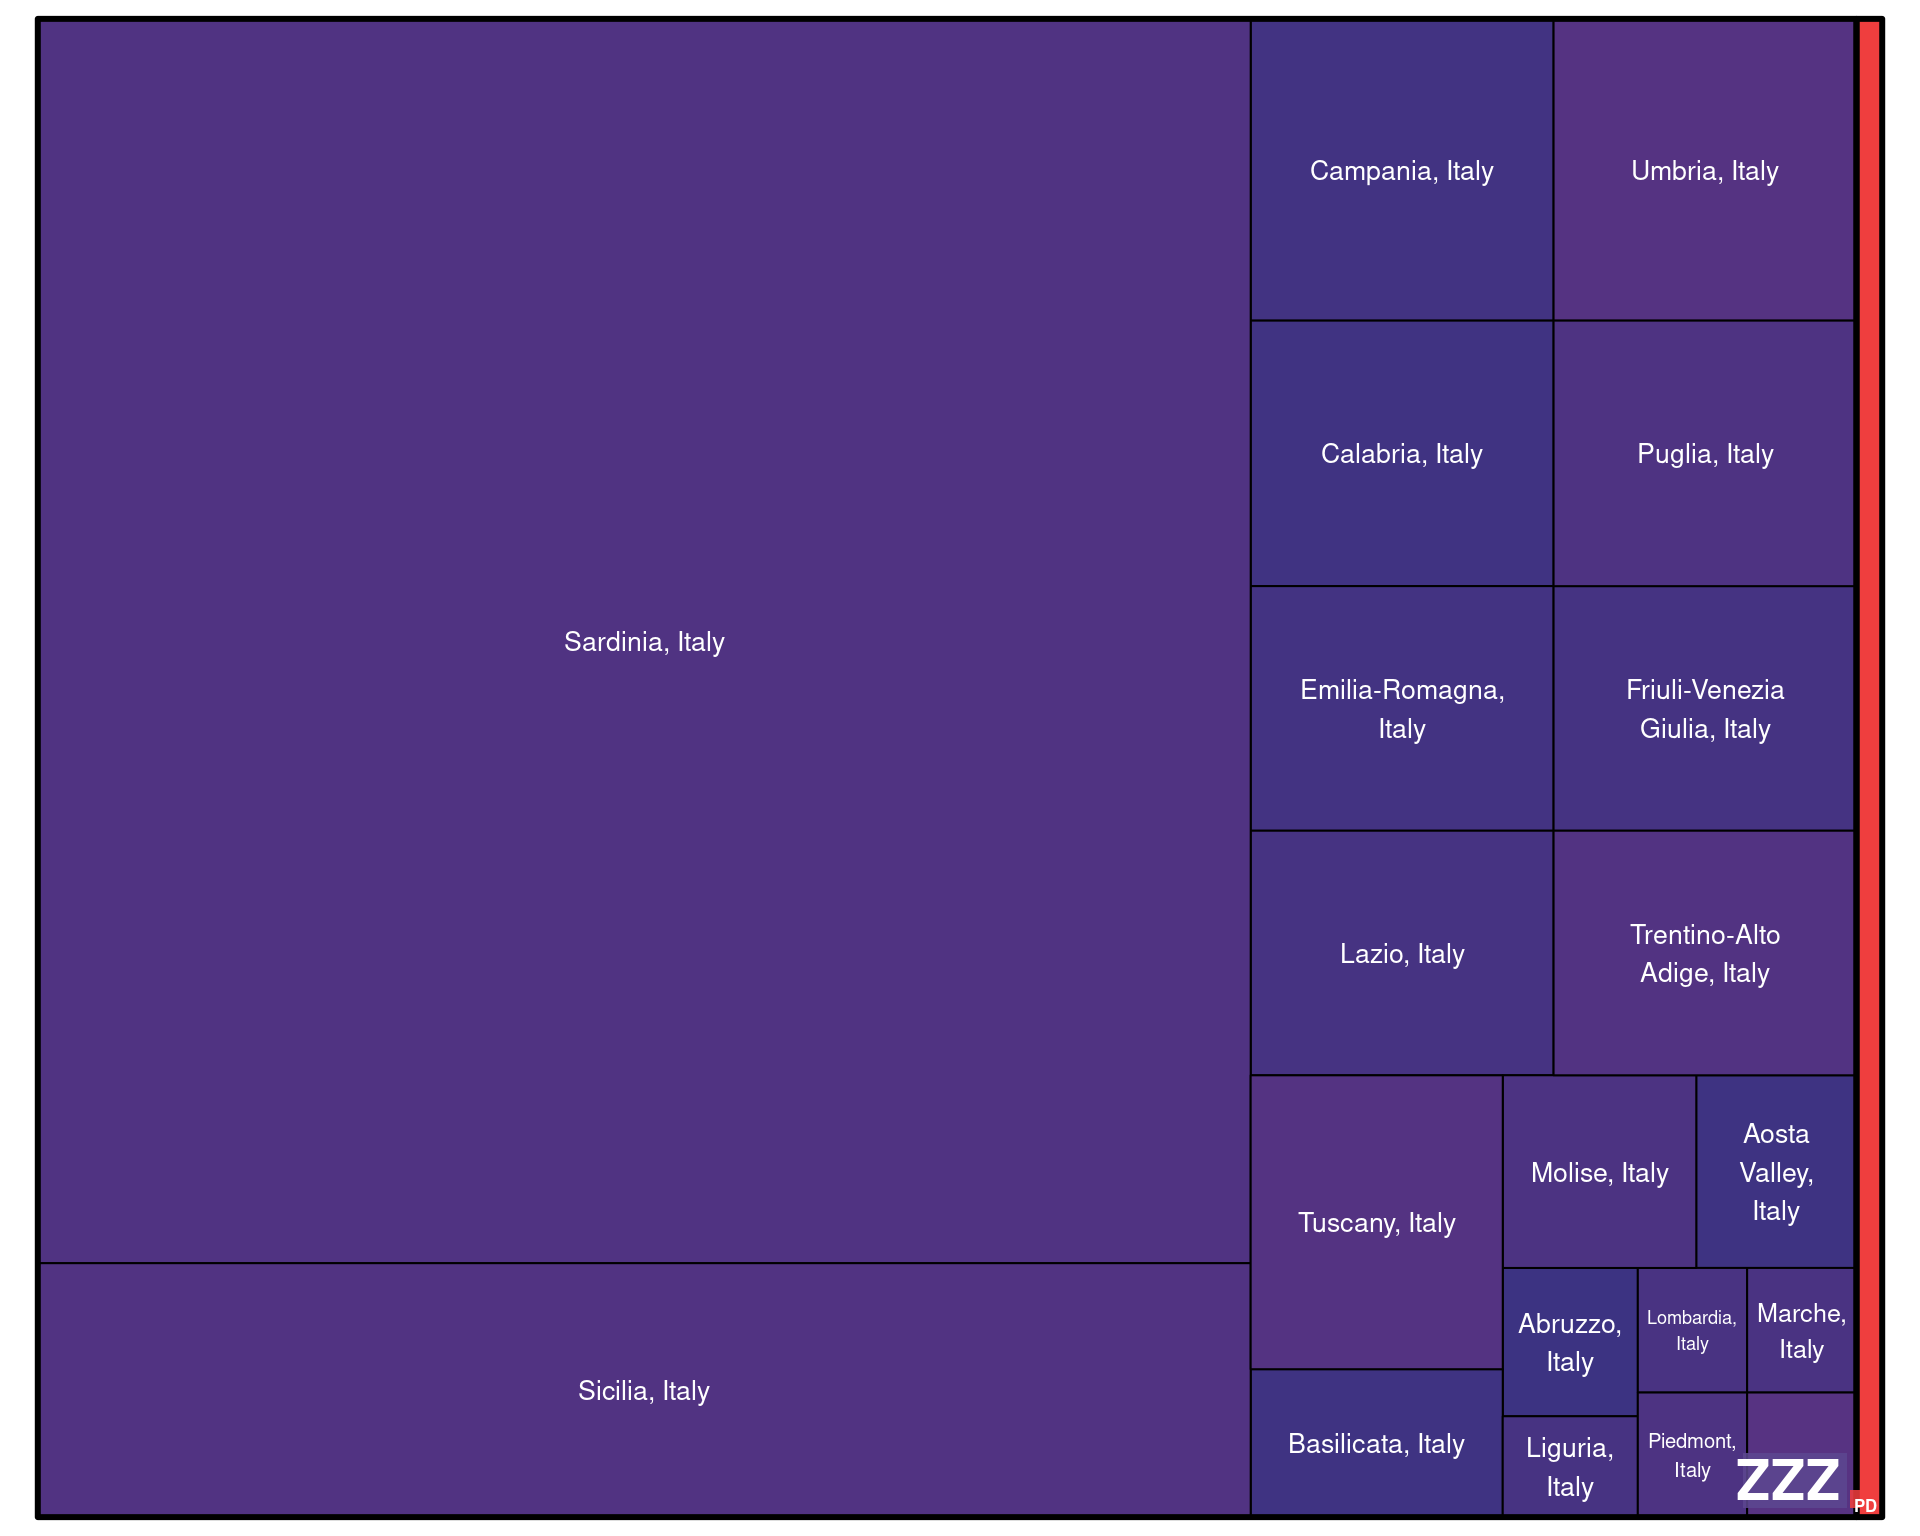 Campania, Italy
Umbria, Italy
Calabria, Italy
Puglia, Italy
Sardinia, Italy
Emilia-Romagna,
Italy
Friuli-Venezia
Giulia, Italy
Lazio, Italy
Trentino-Alto
Adige, Italy
Tuscany, Italy
Molise, Italy
Aosta
Valley,
Italy
Abruzzo,
Italy
Lombardia,
Italy
Marche,
Italy
Sicilia, Italy
Basilicata, Italy
Liguria,
Italy
Piedmont,
Italy
ZZZ
PD